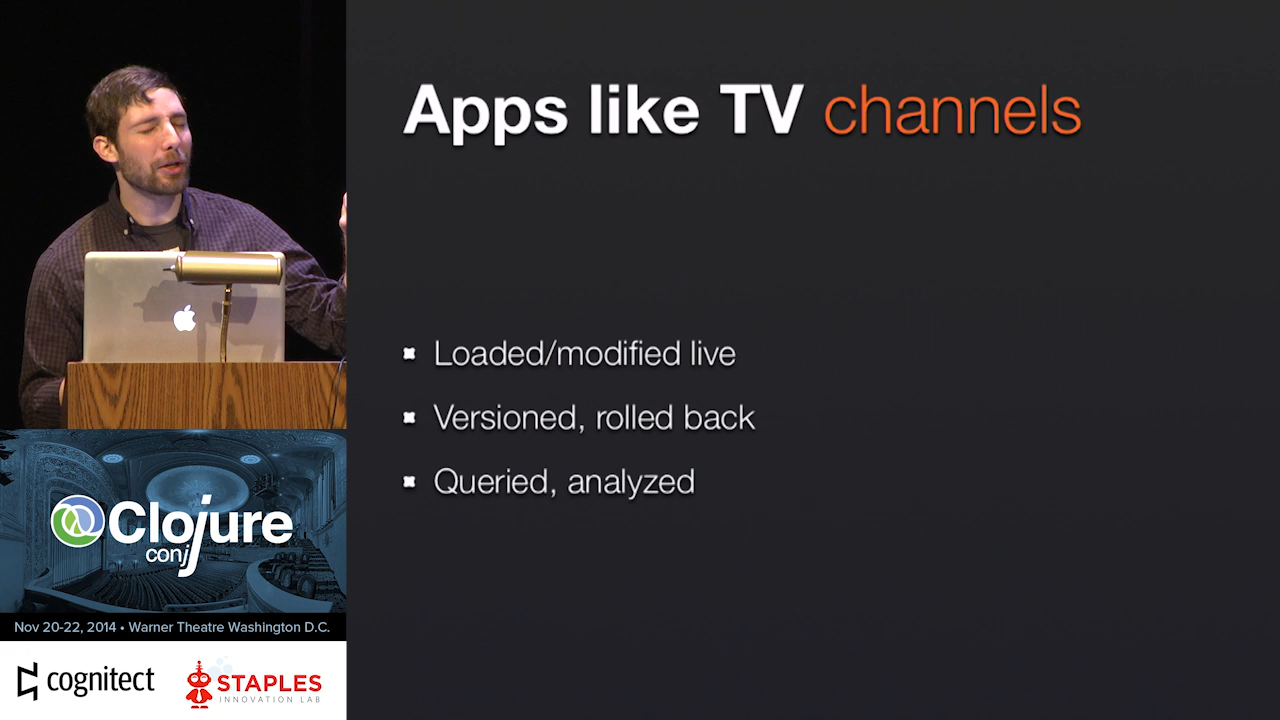 Apps like TV channels
Loaded/modified live
Versioned, rolled back
Queried, analyzed
Clojure
conj
Nov 20-22, 2014 • Warner Theatre Washington D.C.
cognitect
STAPLES
INNOVATION LAB